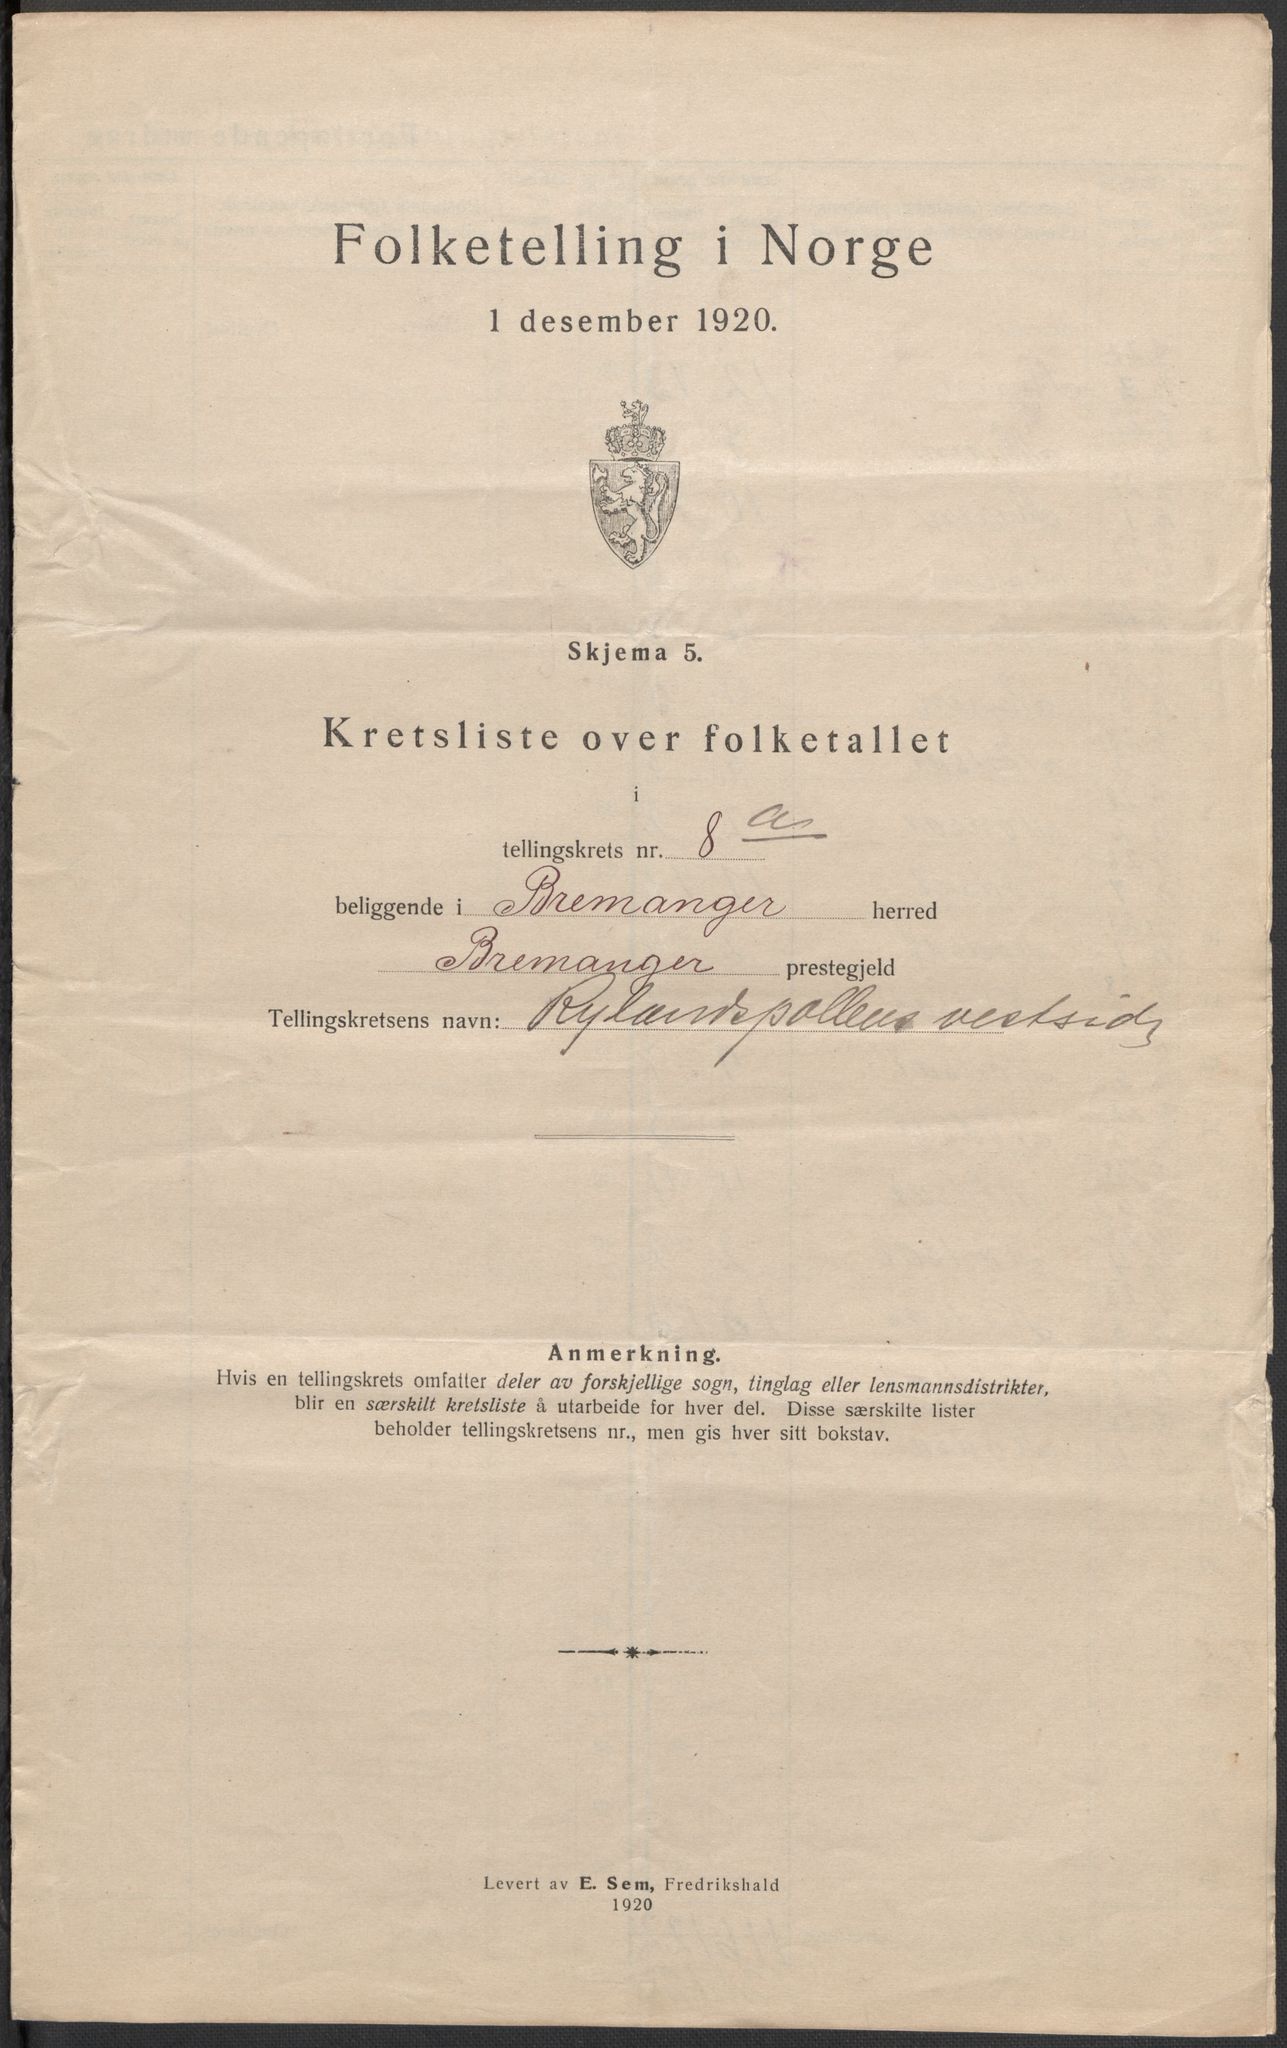 Folketelling i Norge
1 desember 1920.
Skjema 5.
Kretsliste over folketallet
i
tellingskrets nr. 8 a
beliggende i Bremanger herred
Bremanger prestegjeld
Tellingskretsens navn: Rylandspollens vestside
Anmerkning.
Hvis en tellingskrets omfatter deler av forskjellige sogn, tinglag eller lensmannsdistrikter,
blir en særskilt kretsliste å utarbeide for hver del. Disse særskilte lister
beholder tellingskretsens nr., men gis hver sitt bokstav.
Levert av E. Sem, Fredrikshald
1920